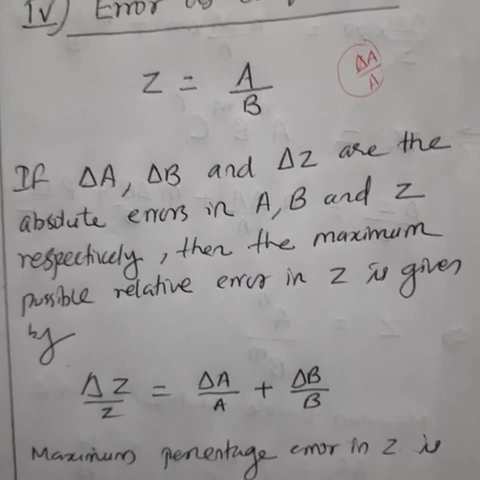 IV) Error
Z = A/B
ΔA/A
If ΔA, ΔB and ΔZ are the
absolute errors in A, B and Z
respectively, then the maximum
possible relative error in Z is given
by
ΔZ/Z = ΔA/A + ΔB/B
Maximum percentage error in Z is